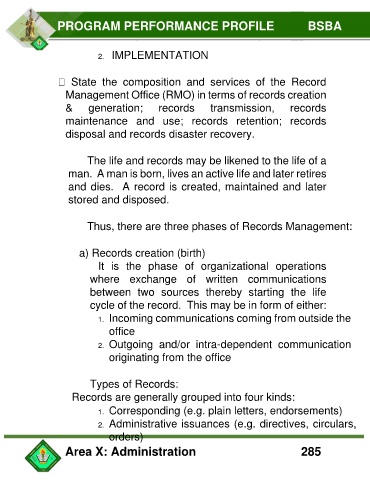 PROGRAM PERFORMANCE PROFILE BSBA
2. IMPLEMENTATION
State the composition and services of the Record
Management Office (RMO) in terms of records creation
& generation; records transmission, records
maintenance and use; records retention; records
disposal and records disaster recovery.
The life and records may be likened to the life of a
man. A man is born, lives an active life and later retires
and dies. A record is created, maintained and later
stored and disposed.
Thus, there are three phases of Records Management:
a) Records creation (birth)
It is the phase of organizational operations
where exchange of written communications
between two sources thereby starting the life
cycle of the record. This may be in form of either:
1. Incoming communications coming from outside the
office
2. Outgoing and/or intra-dependent communication
originating from the office
Types of Records:
Records are generally grouped into four kinds:
1. Corresponding (e.g. plain letters, endorsements)
2. Administrative issuances (e.g. directives, circulars,
orders)
Area X: Administration 285